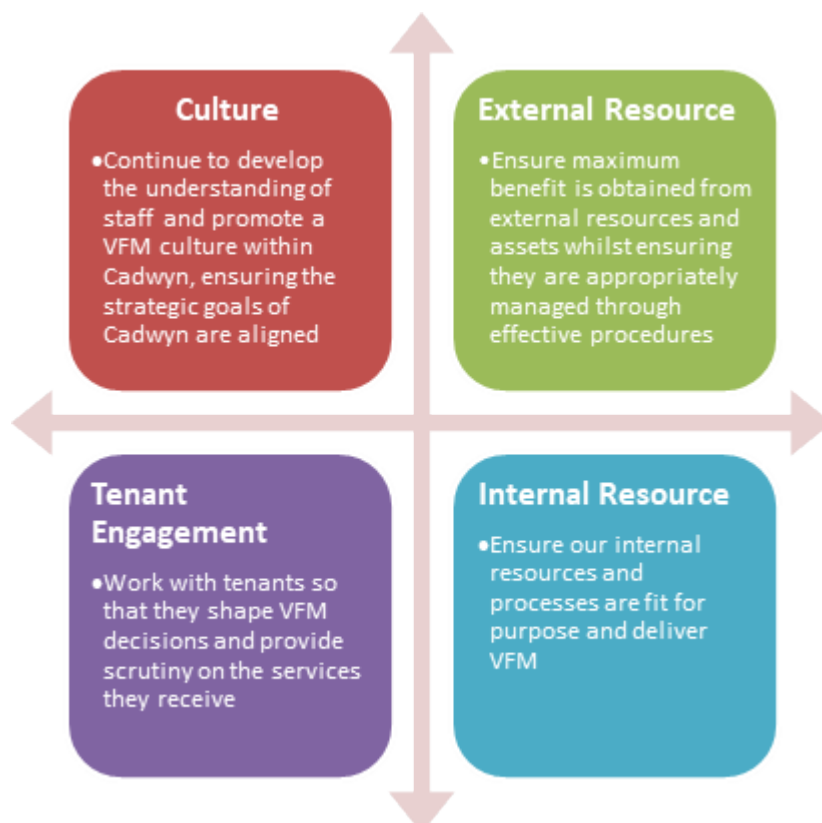 Culture
•Continue to develop
the understanding of
staff and promote a
VFM culture within
Cadwyn, ensuring the
strategic goals of
Cadwyn are aligned
External Resource
•Ensure maximum
benefit is obtained from
external resources and
assets whilst ensuring
they are appropriately
managed through
effective procedures
Tenant
Engagement
•Work with tenants so
that they shape VFM
decisions and provide
scrutiny on the services
they receive
Internal Resource
•Ensure our internal
resources and
processes are fit for
purpose and deliver
VFM